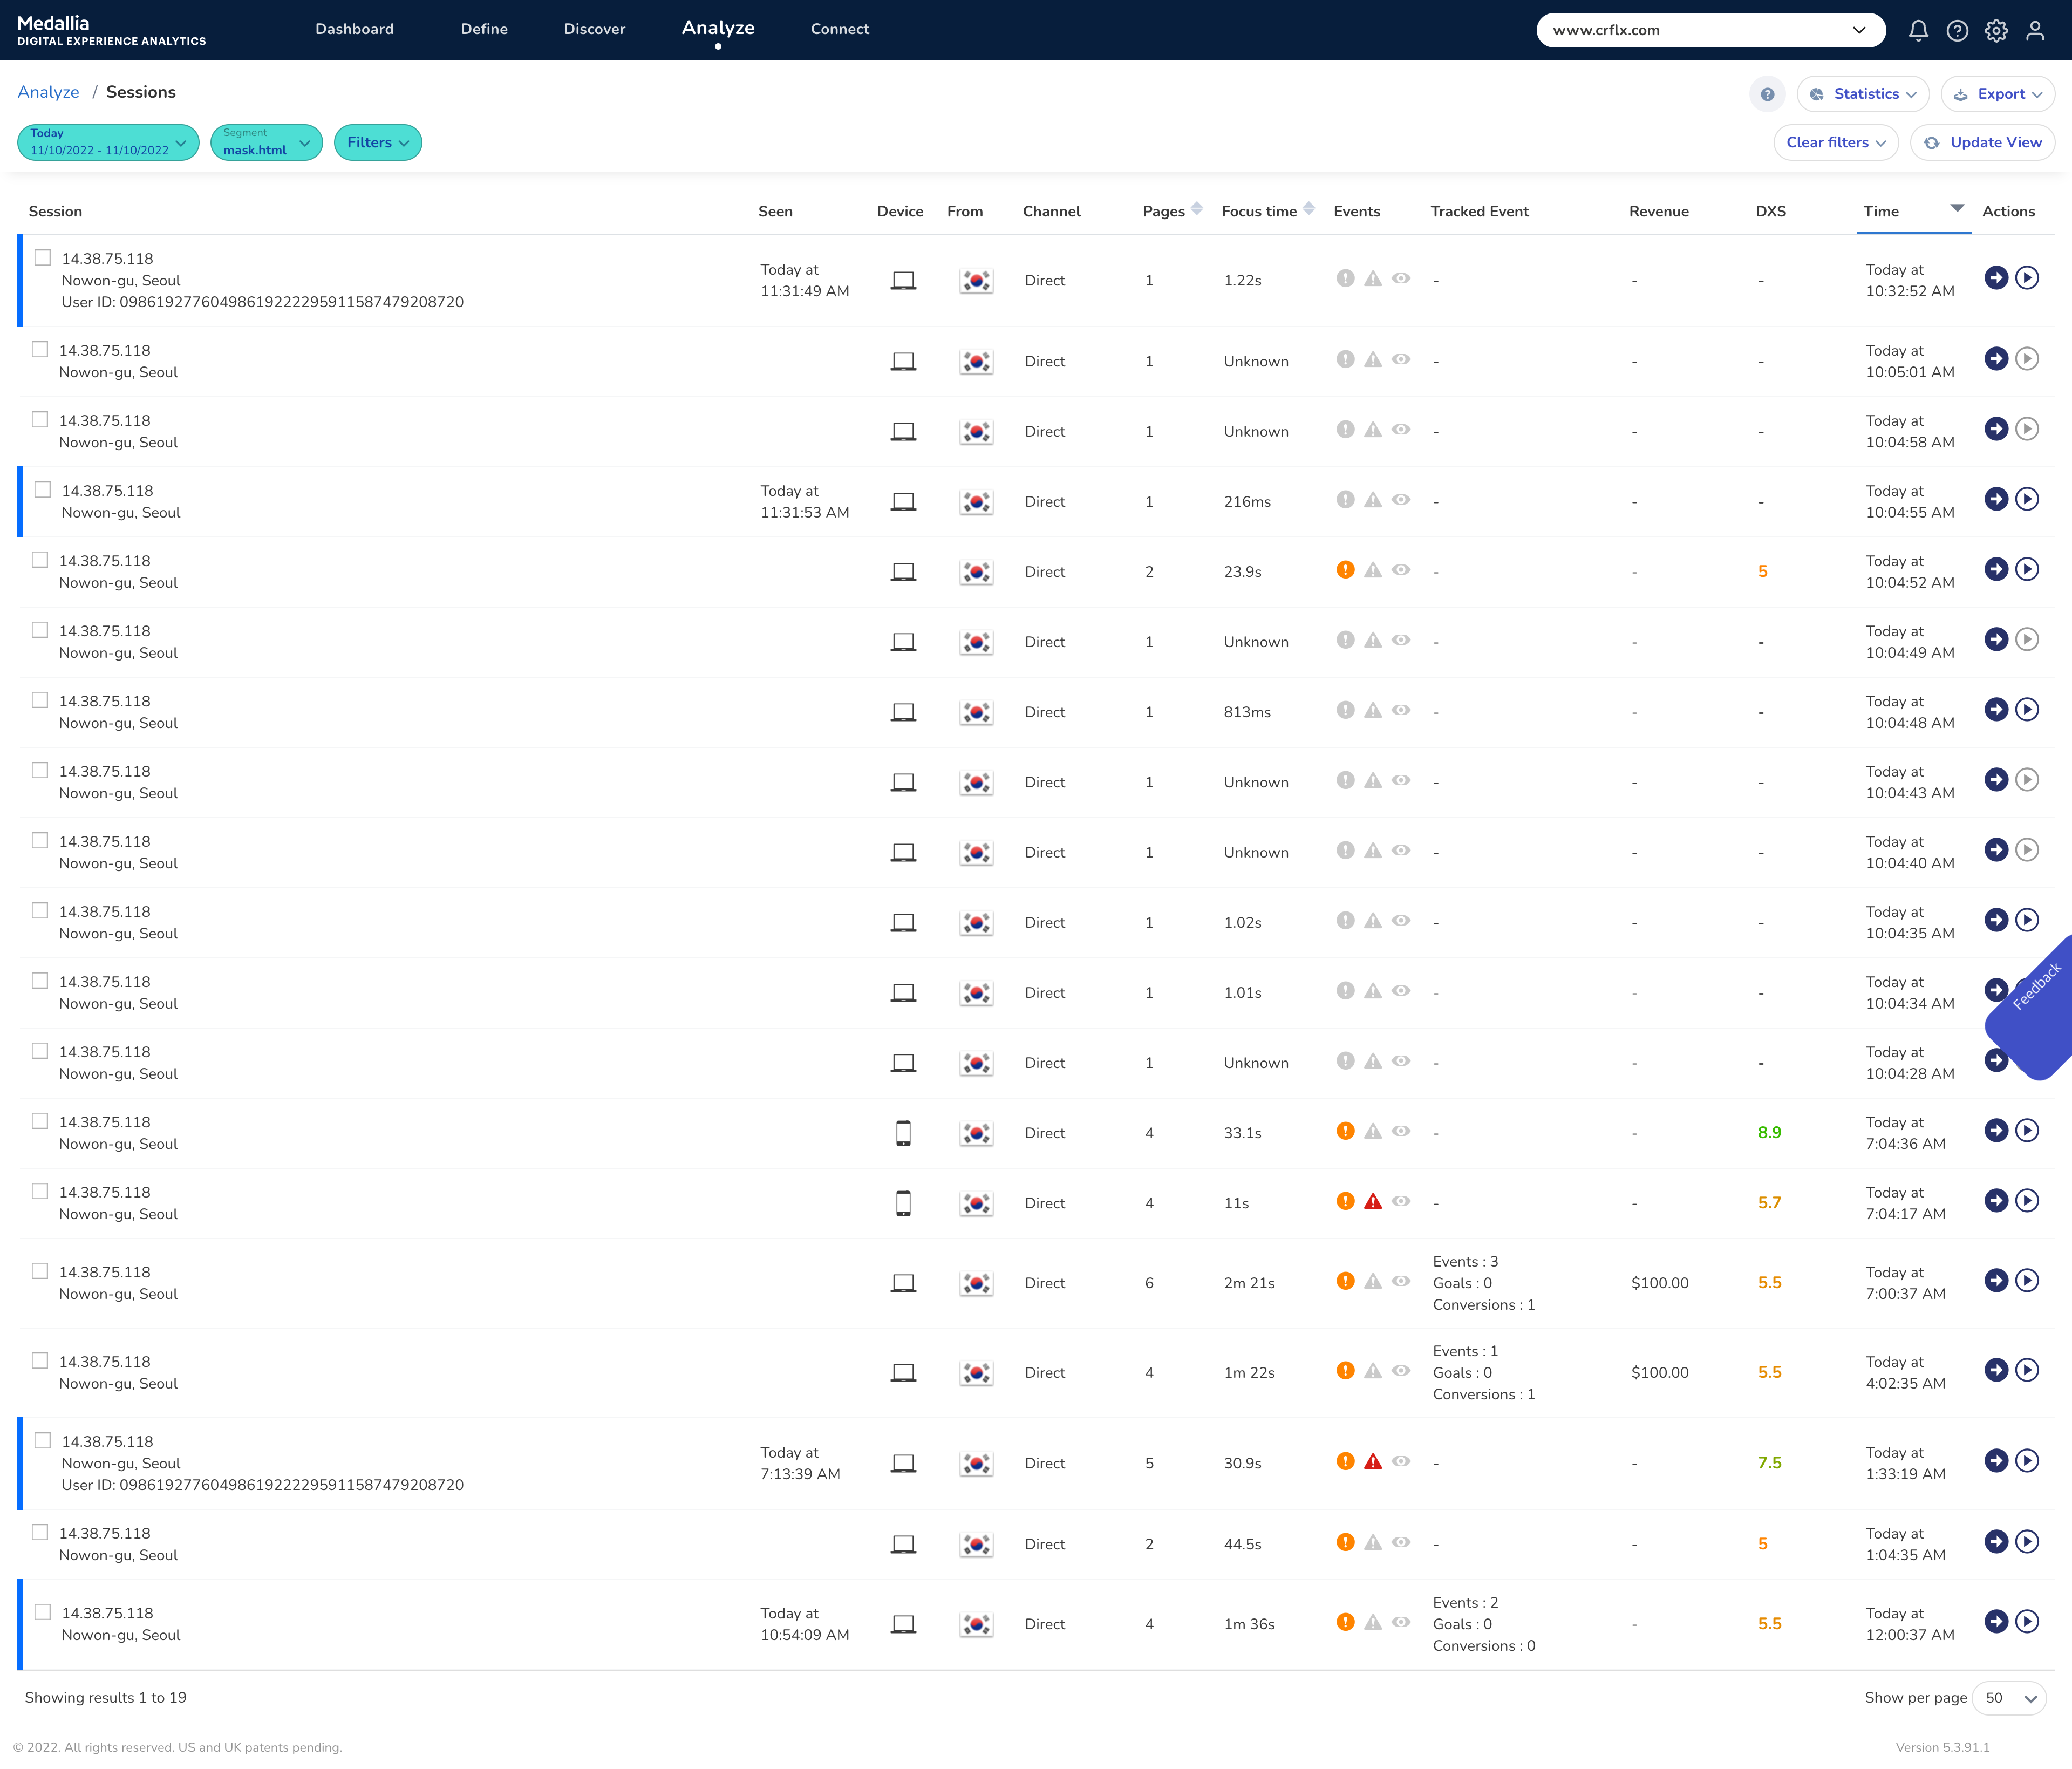 Medallia
DIGITAL EXPERIENCE ANALYTICS
Dashboard Define Discover Analyze Connect
www.crflx.com
Analyze / Sessions
Statistics Export
Today
11/10/2022 - 11/10/2022
Segment
mask.html
Filters
Clear filters Update View
Session Seen Device From Channel Pages Focus time Events Tracked Event Revenue DXS Time Actions
14.38.75.118
Nowon-gu, Seoul
User ID: 09861927760498619222295911587479208720
Today at
11:31:49 AM
Direct 1 1.22s - - -
Today at
10:32:52 AM
14.38.75.118
Nowon-gu, Seoul
Direct 1 Unknown - - -
Today at
10:05:01 AM
14.38.75.118
Nowon-gu, Seoul
Direct 1 Unknown - - -
Today at
10:04:58 AM
14.38.75.118
Nowon-gu, Seoul
Today at
11:31:53 AM
Direct 1 216ms - - -
Today at
10:04:55 AM
14.38.75.118
Nowon-gu, Seoul
Direct 2 23.9s - - 5
Today at
10:04:52 AM
14.38.75.118
Nowon-gu, Seoul
Direct 1 Unknown - - -
Today at
10:04:49 AM
14.38.75.118
Nowon-gu, Seoul
Direct 1 813ms - - -
Today at
10:04:48 AM
14.38.75.118
Nowon-gu, Seoul
Direct 1 Unknown - - -
Today at
10:04:43 AM
14.38.75.118
Nowon-gu, Seoul
Direct 1 Unknown - - -
Today at
10:04:40 AM
14.38.75.118
Nowon-gu, Seoul
Direct 1 1.02s - - -
Today at
10:04:35 AM
14.38.75.118
Nowon-gu, Seoul
Direct 1 1.01s - - -
Today at
10:04:34 AM
Feedback
14.38.75.118
Nowon-gu, Seoul
Direct 1 Unknown - - -
Today at
10:04:28 AM
14.38.75.118
Nowon-gu, Seoul
Direct 4 33.1s - - 8.9
Today at
7:04:36 AM
14.38.75.118
Nowon-gu, Seoul
Direct 4 11s - - 5.7
Today at
7:04:17 AM
14.38.75.118
Nowon-gu, Seoul
Direct 6 2m 21s
Events : 3
Goals : 0
Conversions : 1
$100.00 5.5
Today at
7:00:37 AM
14.38.75.118
Nowon-gu, Seoul
Direct 4 1m 22s
Events : 1
Goals : 0
Conversions : 1
$100.00 5.5
Today at
4:02:35 AM
14.38.75.118
Nowon-gu, Seoul
User ID: 09861927760498619222295911587479208720
Today at
7:13:39 AM
Direct 5 30.9s - - 7.5
Today at
1:33:19 AM
14.38.75.118
Nowon-gu, Seoul
Direct 2 44.5s - - 5
Today at
1:04:35 AM
14.38.75.118
Nowon-gu, Seoul
Today at
10:54:09 AM
Direct 4 1m 36s
Events : 2
Goals : 0
Conversions : 0
- 5.5
Today at
12:00:37 AM
Showing results 1 to 19
Show per page 50
© 2022. All rights reserved. US and UK patents pending.
Version 5.3.91.1